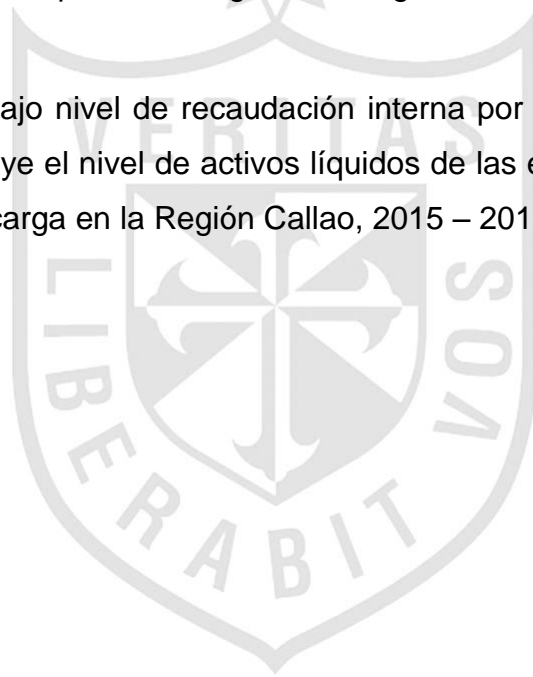 ajo nivel de recaudación interna por
ye el nivel de activos líquidos de las e
carga en la Región Callao, 2015 – 201
VERITAS
LIBERABIT VOS